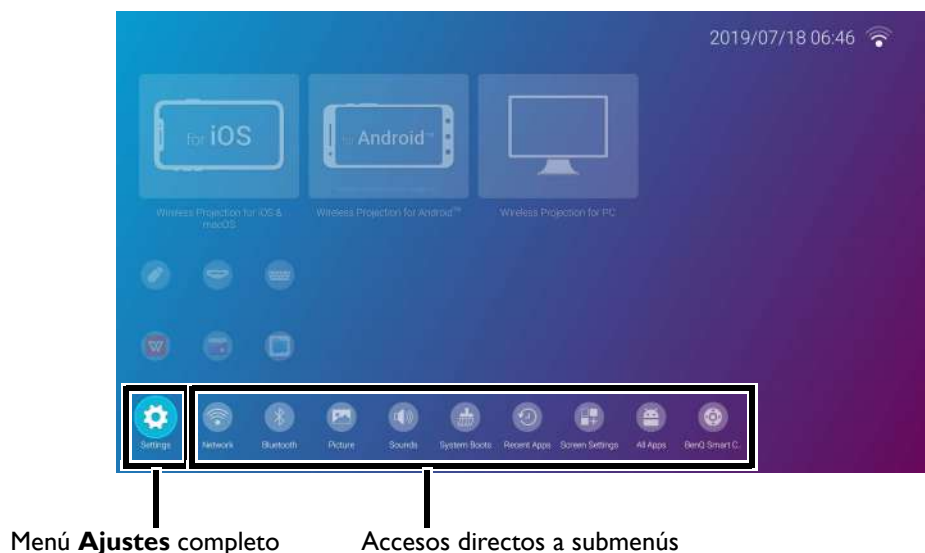 2019/07/18 06:46
for iOS
for Android™
Wireless Projection for iOS &
macOS
Wireless Projection for Android™
Wireless Projection for PC
Settings
Network
Bluetooth
Picture
Sounds
System Boots
Recent Apps
Screen Settings
All Apps
BenQ Smart C..
Menú Ajustes completo
Accesos directos a submenús